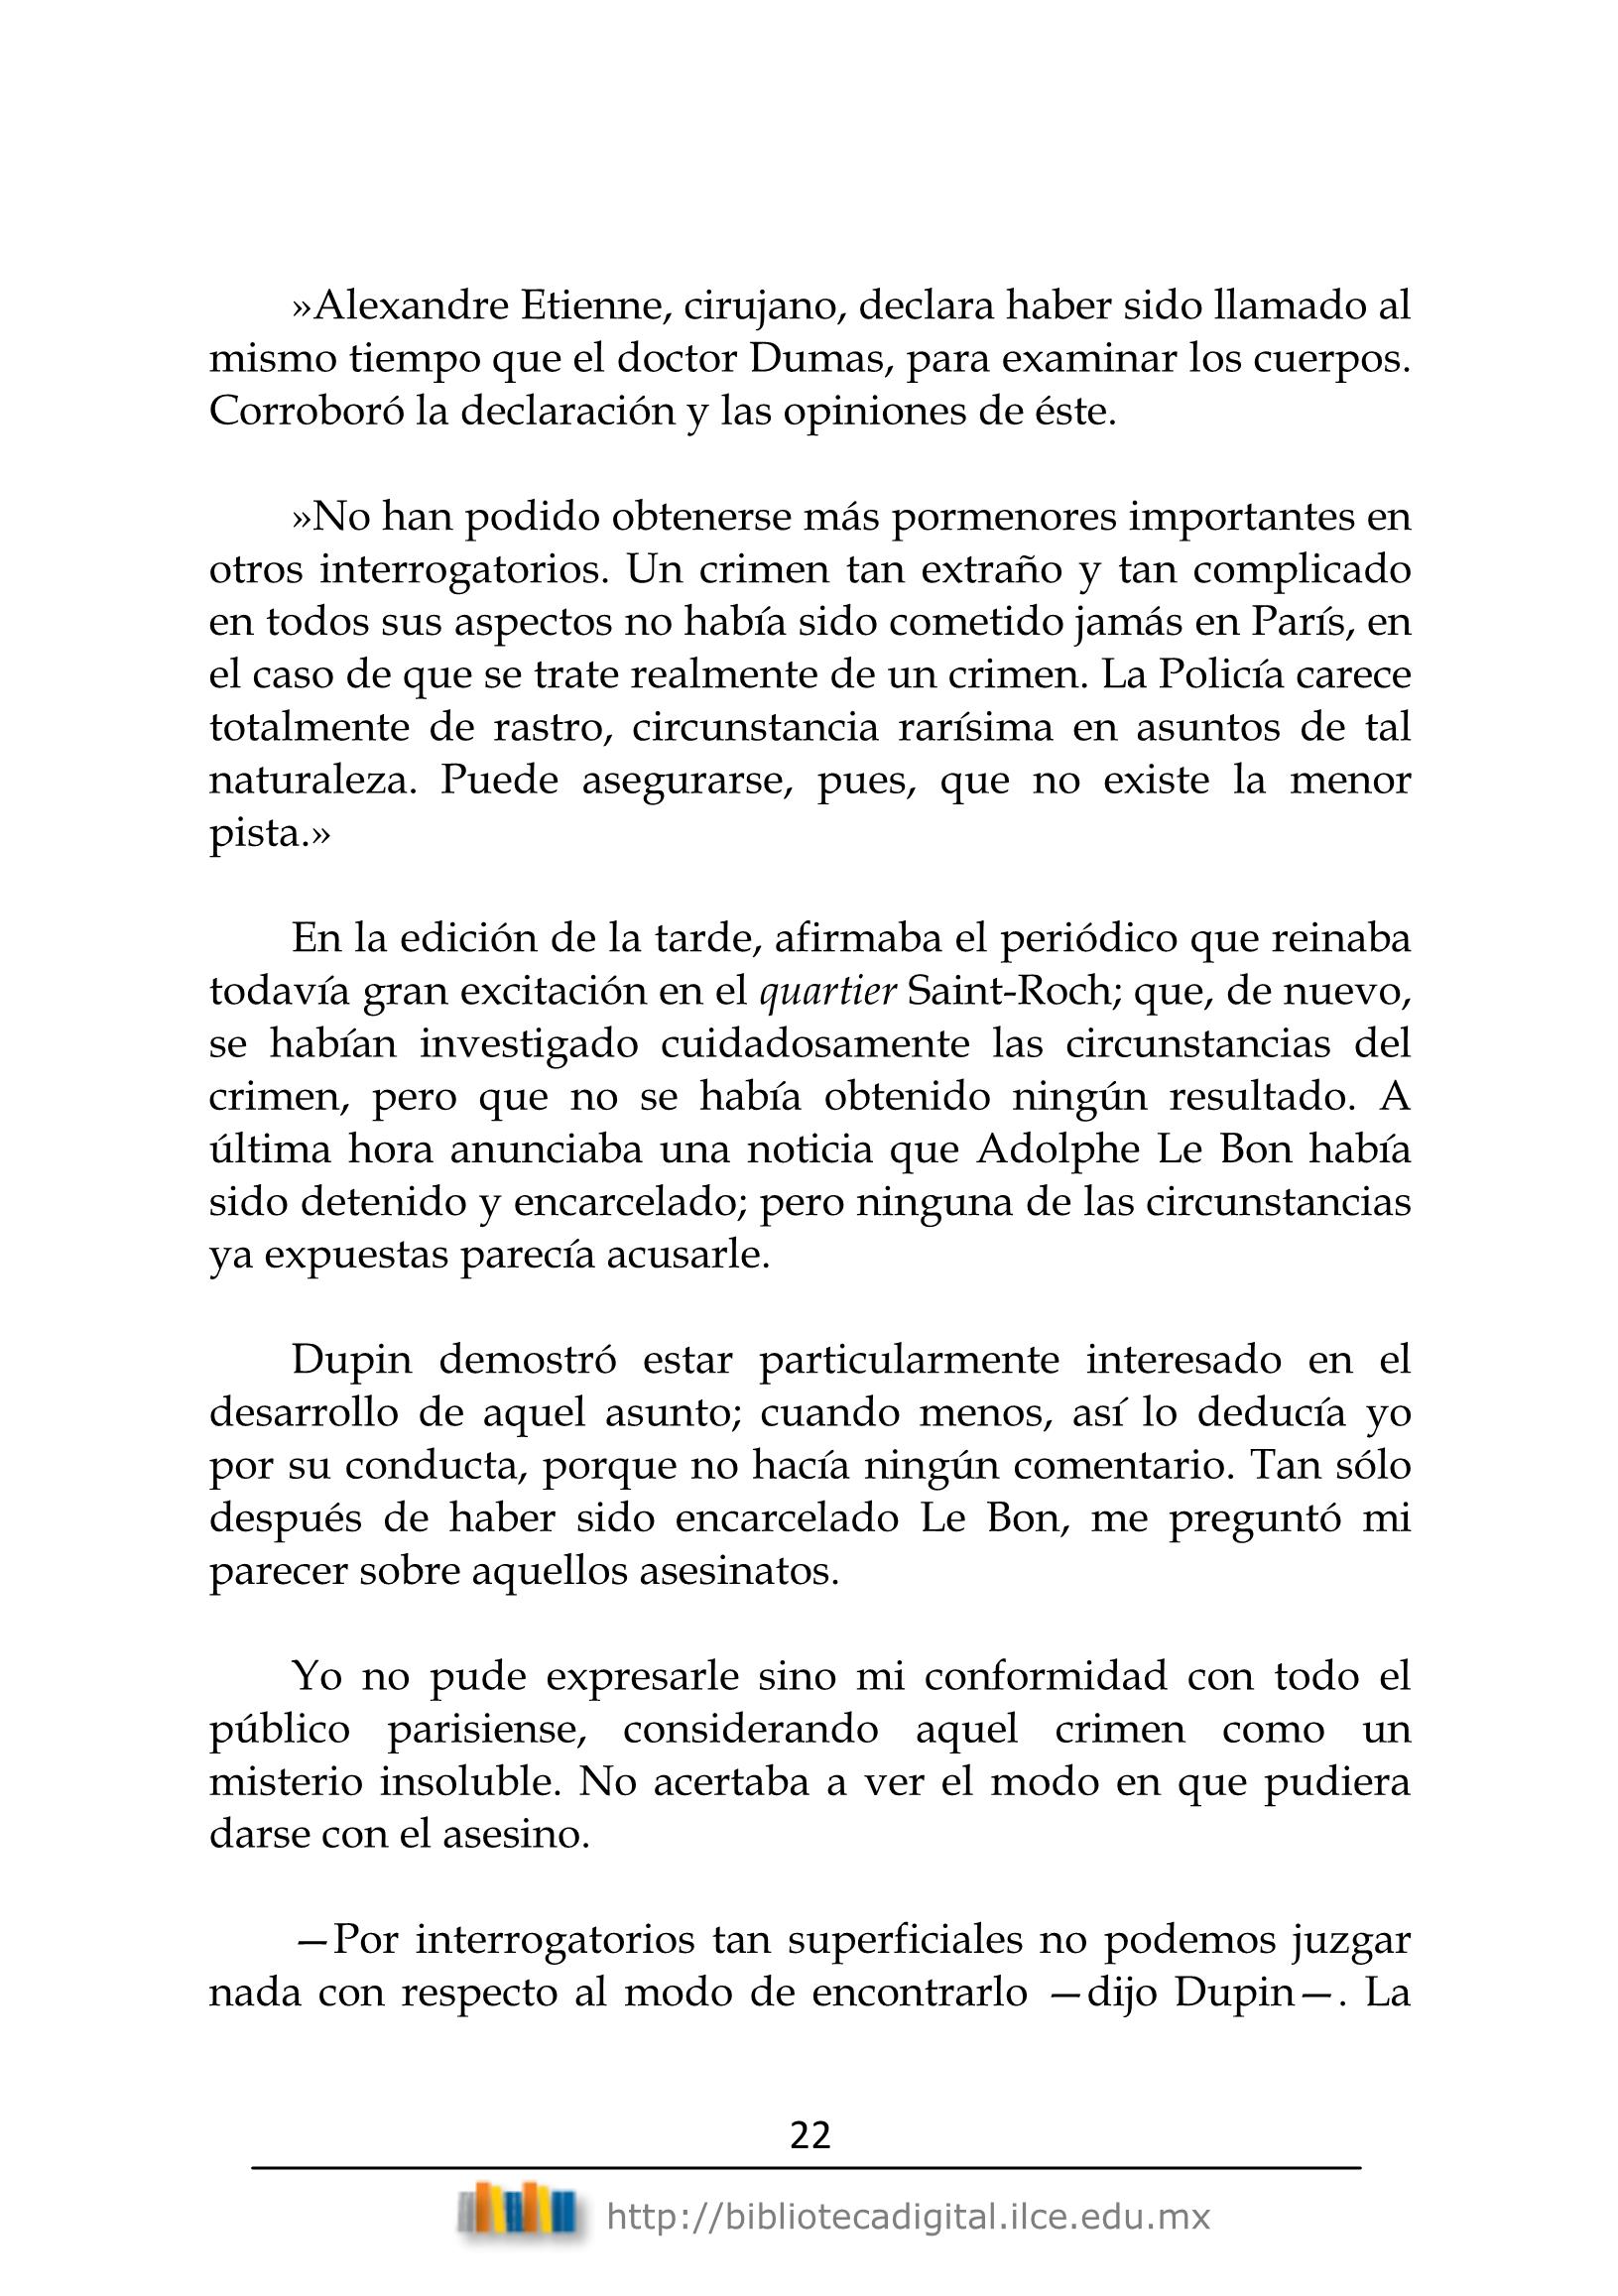 »Alexandre Etienne, cirujano, declara haber sido llamado al
mismo tiempo que el doctor Dumas, para examinar los cuerpos.
Corroboró la declaración y las opiniones de éste.
»No han podido obtenerse más pormenores importantes en
otros interrogatorios. Un crimen tan extraño y tan complicado
en todos sus aspectos no había sido cometido jamás en París, en
el caso de que se trate realmente de un crimen. La Policía carece
totalmente de rastro, circunstancia rarísima en asuntos de tal
naturaleza. Puede asegurarse, pues, que no existe la menor
pista.»
En la edición de la tarde, afirmaba el periódico que reinaba
todavía gran excitación en el quartier Saint-Roch; que, de nuevo,
se habían investigado cuidadosamente las circunstancias del
crimen, pero que no se había obtenido ningún resultado. A
última hora anunciaba una noticia que Adolphe Le Bon había
sido detenido y encarcelado; pero ninguna de las circunstancias
ya expuestas parecía acusarle.
Dupin demostró estar particularmente interesado en el
desarrollo de aquel asunto; cuando menos, así lo deducía yo
por su conducta, porque no hacía ningún comentario. Tan sólo
después de haber sido encarcelado Le Bon, me preguntó mi
parecer sobre aquellos asesinatos.
Yo no pude expresarle sino mi conformidad con todo el
público parisiense, considerando aquel crimen como un
misterio insoluble. No acertaba a ver el modo en que pudiera
darse con el asesino.
—Por interrogatorios tan superficiales no podemos juzgar
nada con respecto al modo de encontrarlo —dijo Dupin—. La
22
http://bibliotecadigital.ilce.edu.mx